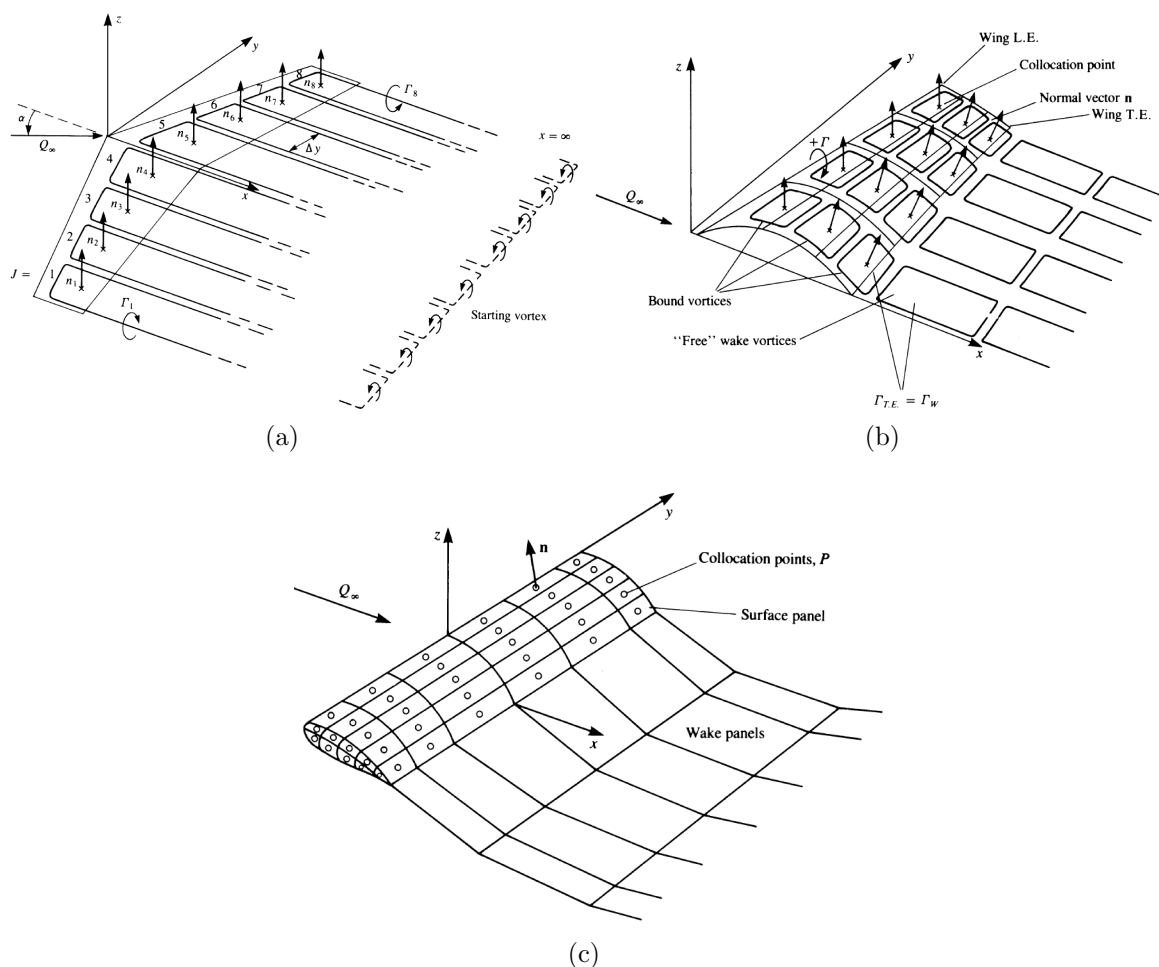 z
y
8
7
n₈
Γ₈
6
n₇
n₆
5
n₅
α
Δy
x = ∞
Q∞
4
n₄
x
3
n₃
2
n₂
J =
1
n₁
Γ₁
Starting vortex
(a)
Wing L.E.
y
Collocation point
z
Normal vector n
Wing T.E.
+Γ
Q∞
Bound vortices
"Free" wake vortices
x
Γ_T.E. = Γ_W
(b)
y
z
n
Collocation points, P
Q∞
Surface panel
Wake panels
x
(c)